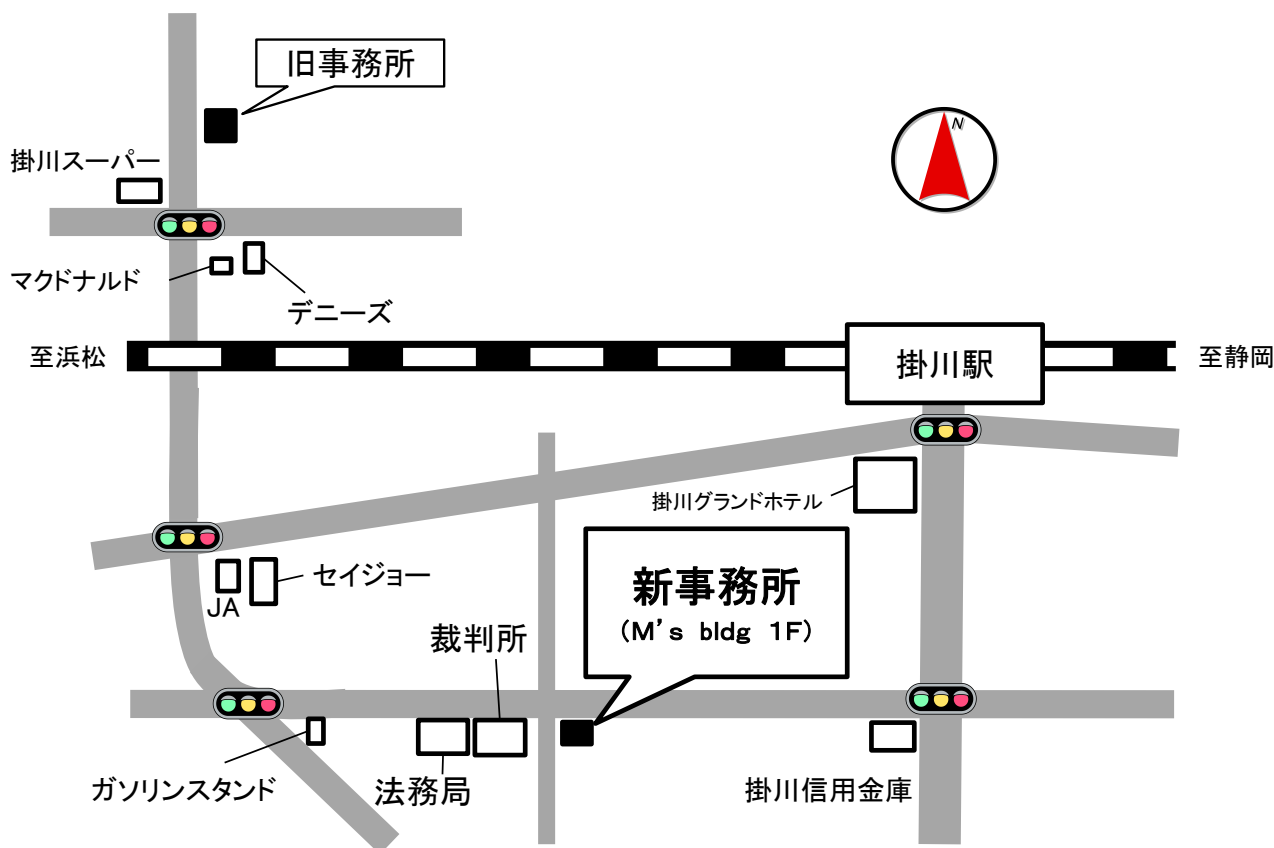 旧事務所
N
掛川スーパー
マクドナルド
デニーズ
至浜松
掛川駅
至静岡
掛川グランドホテル
セイジョー
JA
新事務所
(M's bldg 1F)
裁判所
ガソリンスタンド
法務局
掛川信用金庫